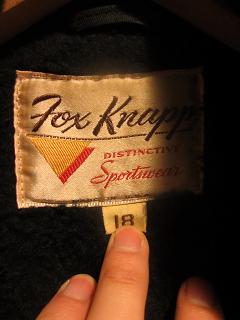 Fox Knapp
DISTINCTIVE
Sportswear
18